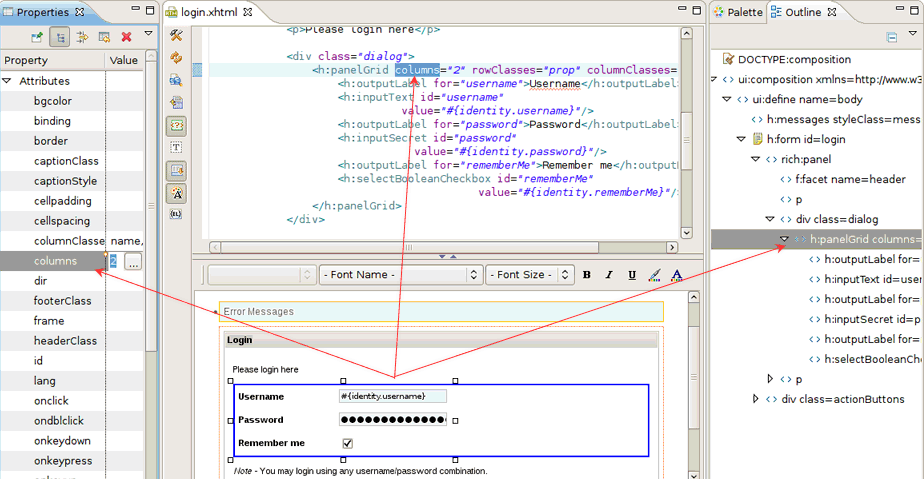 Properties
Property Value
Attributes
bgcolor
binding
border
captionClass
captionStyle
cellpadding
cellspacing
columnClasse name,
columns 2 ...
dir
footerClass
frame
headerClass
id
lang
onclick
ondblclick
onkeydown
onkeypress
login.xhtml
<p>Please login here</p>
<div class="dialog">
<h:panelGrid columns="2" rowClasses="prop" columnClasses=
<h:outputLabel for="username">Username</h:outputLabel>
<h:inputText id="username"
value="#{identity.username}"/>
<h:outputLabel for="password">Password</h:outputLabel>
<h:inputSecret id="password"
value="#{identity.password}"/>
<h:outputLabel for="rememberMe">Remember me</h:outputL
<h:selectBooleanCheckbox id="rememberMe"
value="#{identity.rememberMe}"/>
</h:panelGrid>
</div>
- Font Name - - Font Size - B I U A
Error Messages
Login
Please login here
Username #{identity.username}
Password
Remember me
Note - You may login using any username/password combination.
Palette Outline
DOCTYPE:composition
ui:composition xmlns=http://www.w3
ui:define name=body
h:messages styleClass=mess
h:form id=login
rich:panel
f:facet name=header
p
div class=dialog
h:panelGrid columns=
h:outputLabel for=
h:inputText id=user
h:outputLabel for=
h:inputSecret id=p
h:outputLabel for=
h:selectBooleanChe
p
div class=actionButtons